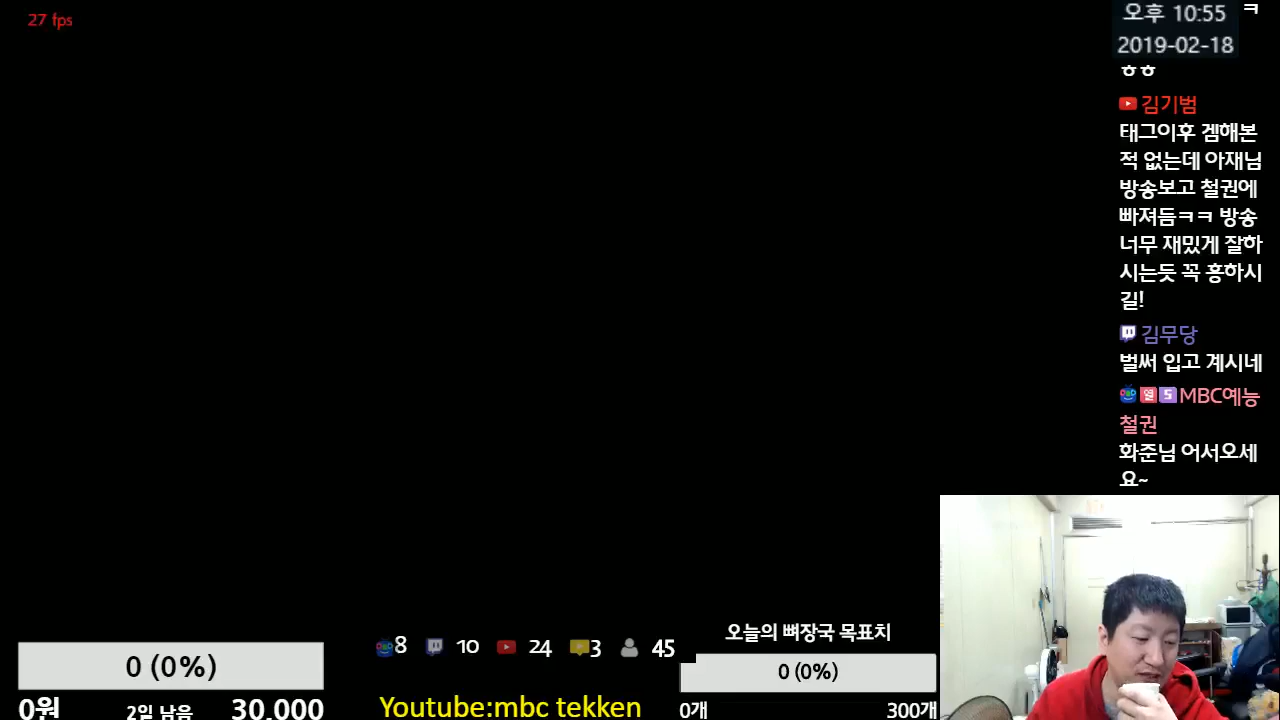 27 fps
오후 10:55
ㅋ
2019-02-18
ㅎㅎ
김기범
태그이후 겜해본
적 없는데 아재님
방송보고 철권에
빠져듬ㅋㅋ 방송
너무 재밌게 잘하
시는듯 꼭 흥하시
길!
김무당
벌써 입고 계시네
열 5 MBC예능
철권
화준님 어서오세
요~
오늘의 뼈장국 목표치
8 10 24 3 45
0 (0%)
0 (0%)
0원 2일 남음 30,000
Youtube:mbc tekken
0개 300개